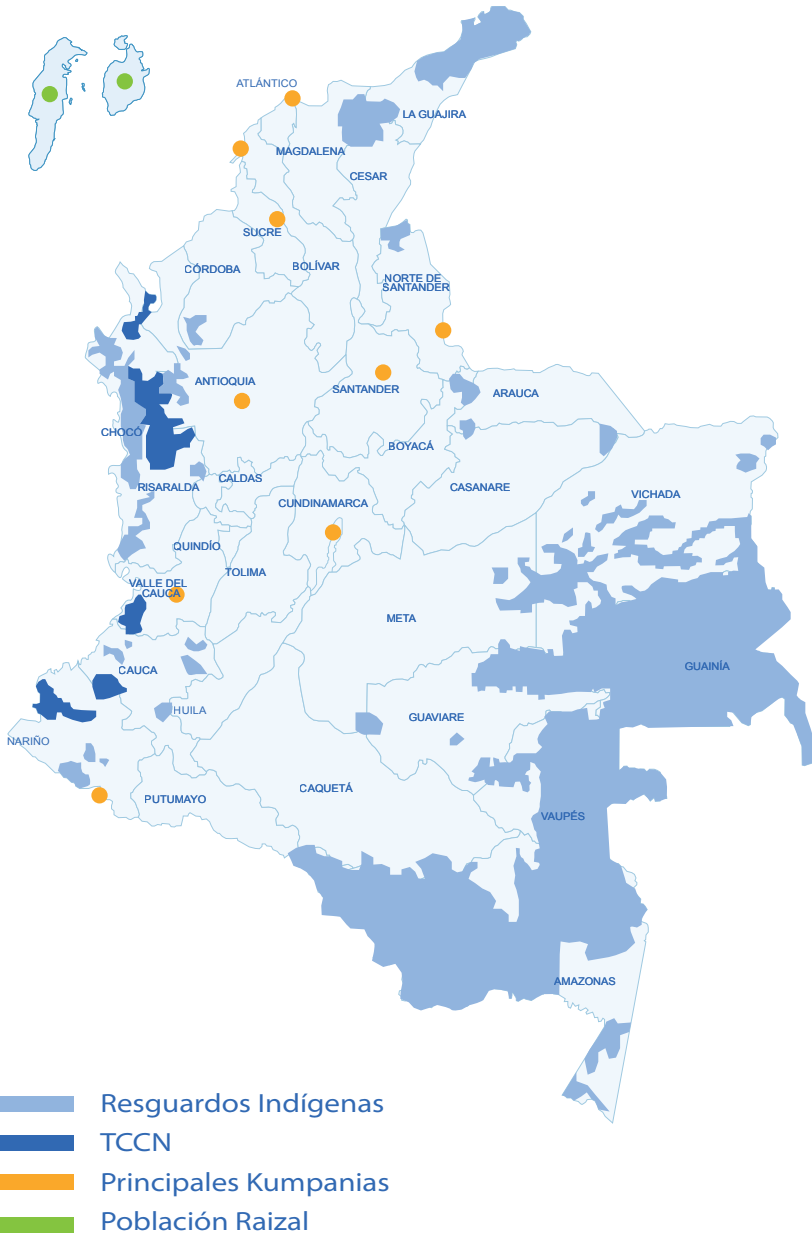 ATLÁNTICO
LA GUAJIRA
MAGDALENA
CESAR
SUCRE
BOLÍVAR
CÓRDOBA
NORTE DE
SANTANDER
ANTIOQUIA
SANTANDER
ARAUCA
CHOCÓ
BOYACÁ
RISARALDA
CALDAS
CASANARE
VICHADA
CUNDINAMARCA
QUINDÍO
TOLIMA
VALLE DEL
CAUCA
META
CAUCA
GUAINÍA
HUILA
GUAVIARE
NARIÑO
CAQUETÁ
PUTUMAYO
VAUPÉS
AMAZONAS
Resguardos Indígenas
TCCN
Principales Kumpanias
Población Raizal